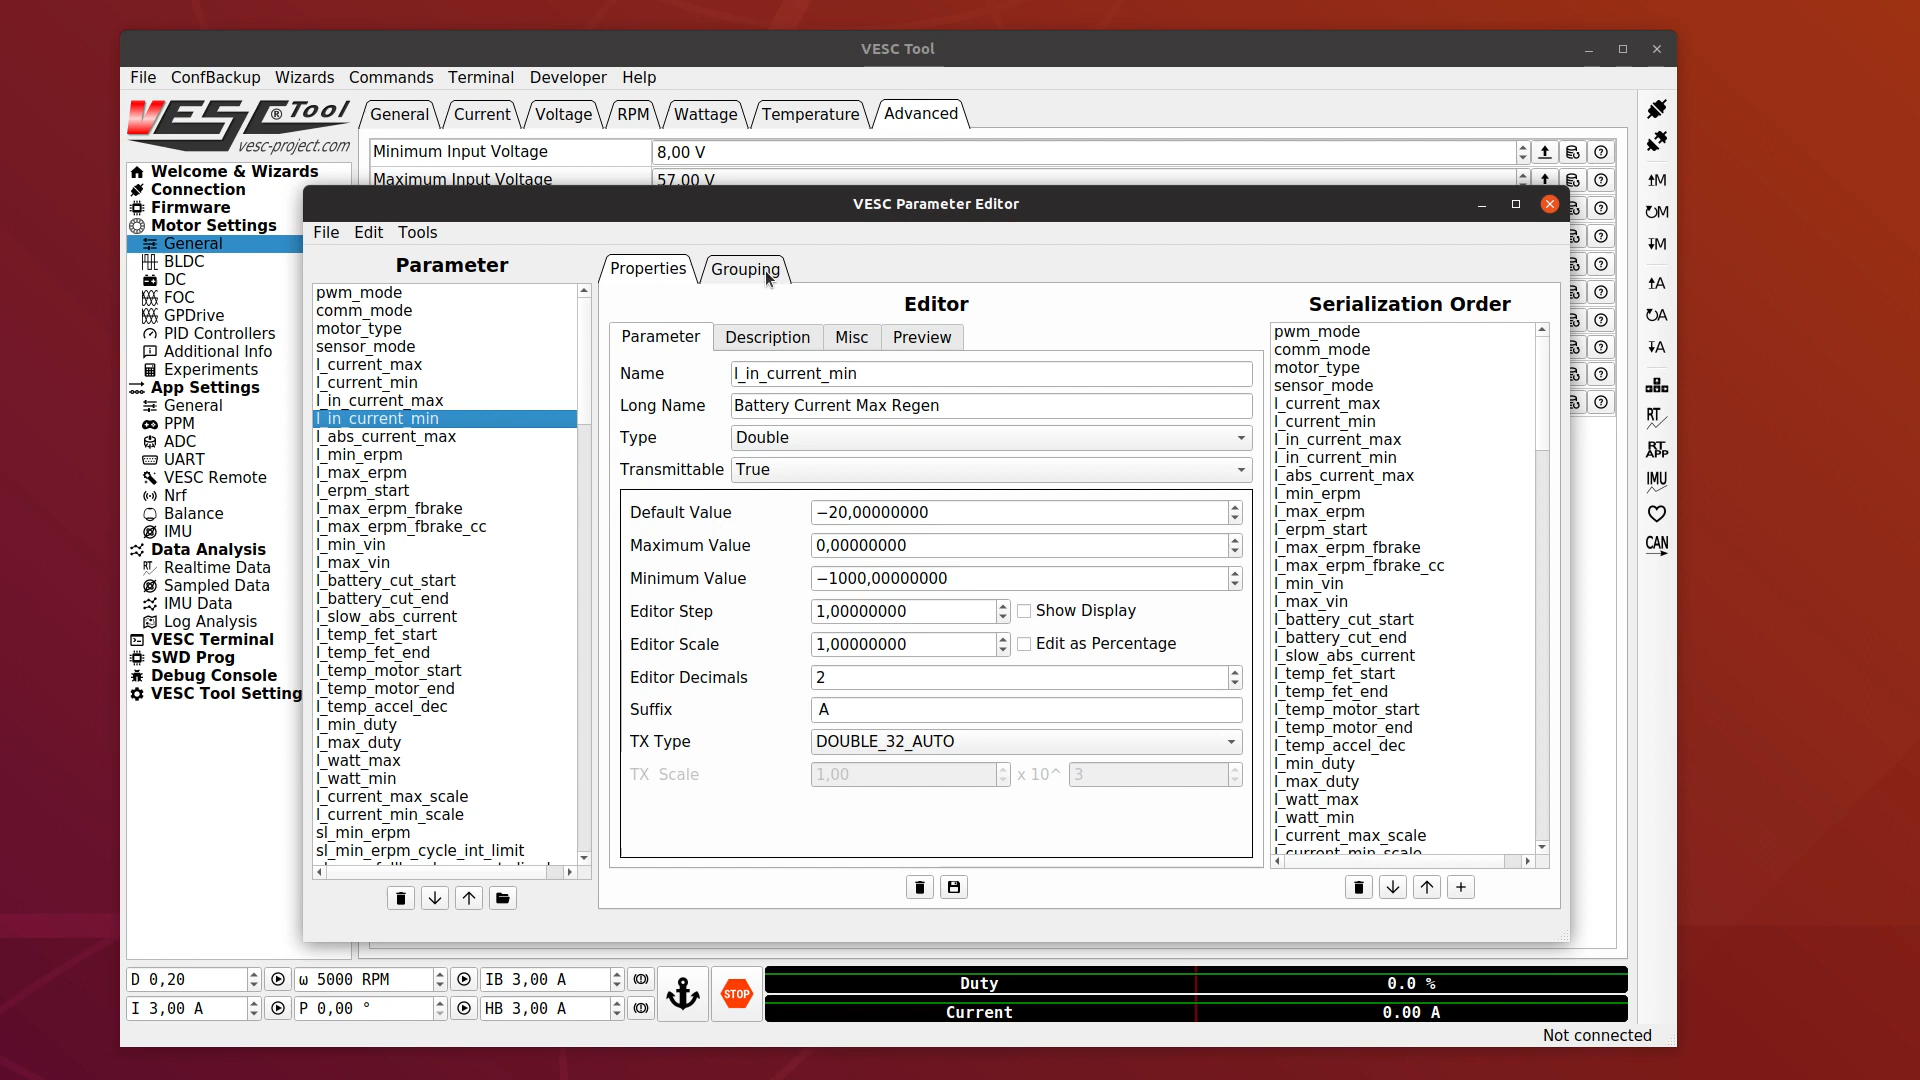 VESC Tool
File ConfBackup Wizards Commands Terminal Developer Help
VESC® Tool
vesc-project.com
General Current Voltage RPM Wattage Temperature Advanced
Minimum Input Voltage 8,00 V
Maximum Input Voltage 57,00 V
Welcome & Wizards
Connection
Firmware
Motor Settings
General
BLDC
DC
FOC
GPDrive
PID Controllers
Additional Info
Experiments
App Settings
General
PPM
ADC
UART
VESC Remote
Nrf
Balance
IMU
Data Analysis
Realtime Data
Sampled Data
IMU Data
Log Analysis
VESC Terminal
SWD Prog
Debug Console
VESC Tool Setting
VESC Parameter Editor
File Edit Tools
Parameter
pwm_mode
comm_mode
motor_type
sensor_mode
l_current_max
l_current_min
l_in_current_max
l_in_current_min
l_abs_current_max
l_min_erpm
l_max_erpm
l_erpm_start
l_max_erpm_fbrake
l_max_erpm_fbrake_cc
l_min_vin
l_max_vin
l_battery_cut_start
l_battery_cut_end
l_slow_abs_current
l_temp_fet_start
l_temp_fet_end
l_temp_motor_start
l_temp_motor_end
l_temp_accel_dec
l_min_duty
l_max_duty
l_watt_max
l_watt_min
l_current_max_scale
l_current_min_scale
sl_min_erpm
sl_min_erpm_cycle_int_limit
Properties Grouping
Editor
Parameter Description Misc Preview
Name l_in_current_min
Long Name Battery Current Max Regen
Type Double
Transmittable True
Default Value −20,00000000
Maximum Value 0,00000000
Minimum Value −1000,00000000
Editor Step 1,00000000 Show Display
Editor Scale 1,00000000 Edit as Percentage
Editor Decimals 2
Suffix A
TX Type DOUBLE_32_AUTO
TX Scale 1,00 x 10^ 3
Serialization Order
pwm_mode
comm_mode
motor_type
sensor_mode
l_current_max
l_current_min
l_in_current_max
l_in_current_min
l_abs_current_max
l_min_erpm
l_max_erpm
l_erpm_start
l_max_erpm_fbrake
l_max_erpm_fbrake_cc
l_min_vin
l_max_vin
l_battery_cut_start
l_battery_cut_end
l_slow_abs_current
l_temp_fet_start
l_temp_fet_end
l_temp_motor_start
l_temp_motor_end
l_temp_accel_dec
l_min_duty
l_max_duty
l_watt_max
l_watt_min
l_current_max_scale
l_current_min_scale
M
M
M
A
A
A
RT
RT
APP
IMU
CAN
D 0,20 ω 5000 RPM IB 3,00 A
I 3,00 A P 0,00 ° HB 3,00 A
STOP
Duty 0.0 %
Current 0.00 A
Not connected